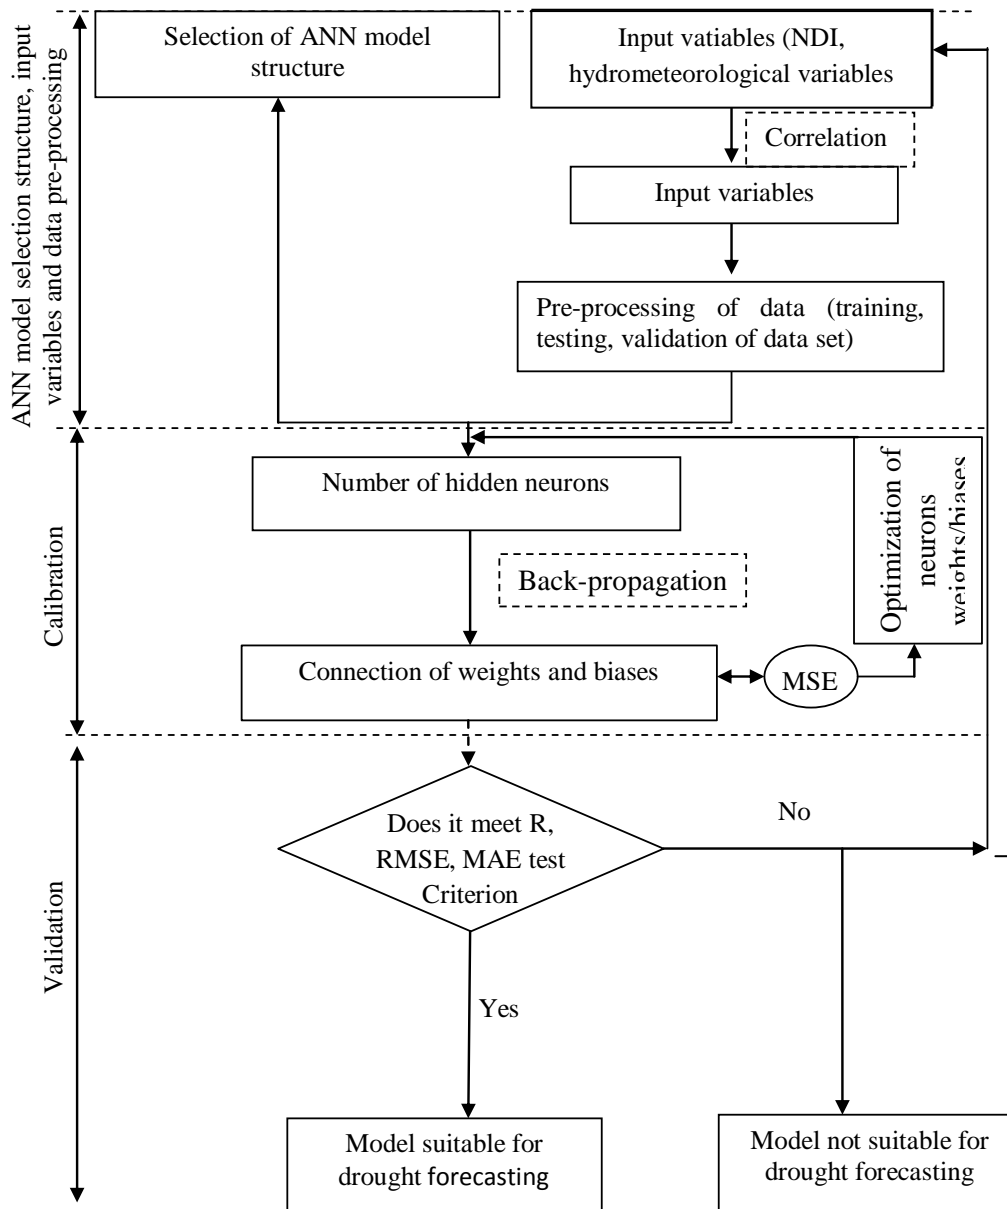 ANN model selection structure, input
variables and data pre-processing
Selection of ANN model
structure
Input vatiables (NDI,
hydrometeorological variables
Correlation
Input variables
Pre-processing of data (training,
testing, validation of data set)
Calibration
Number of hidden neurons
Optimization of
neurons
weights/biases
Back-propagation
Connection of weights and biases
MSE
Validation
Does it meet R,
RMSE, MAE test
Criterion
No
Yes
Model suitable for
drought forecasting
Model not suitable for
drought forecasting